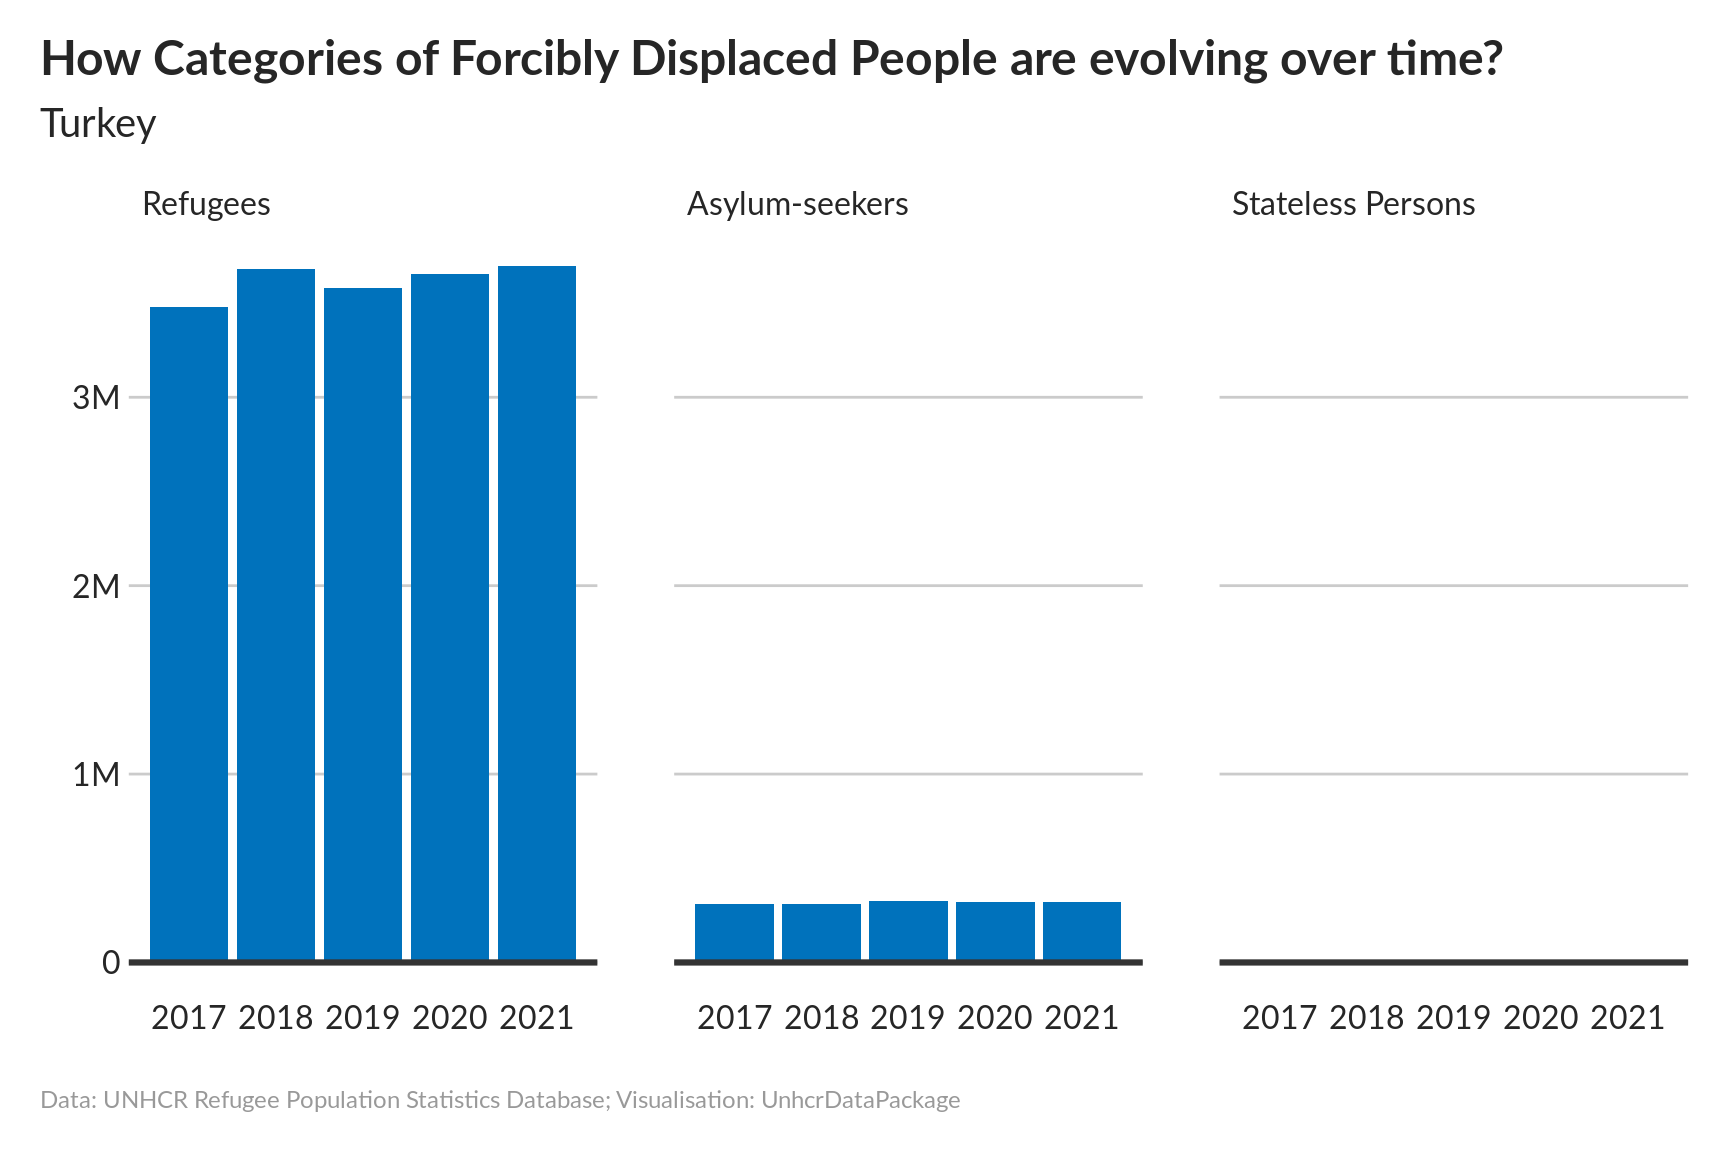 How Categories of Forcibly Displaced People are evolving over time?
Turkey
Refugees
Asylum-seekers
Stateless Persons
3M
2M
1M
0
2017 2018 2019 2020 2021
2017 2018 2019 2020 2021
2017 2018 2019 2020 2021
Data: UNHCR Refugee Population Statistics Database; Visualisation: UnhcrDataPackage